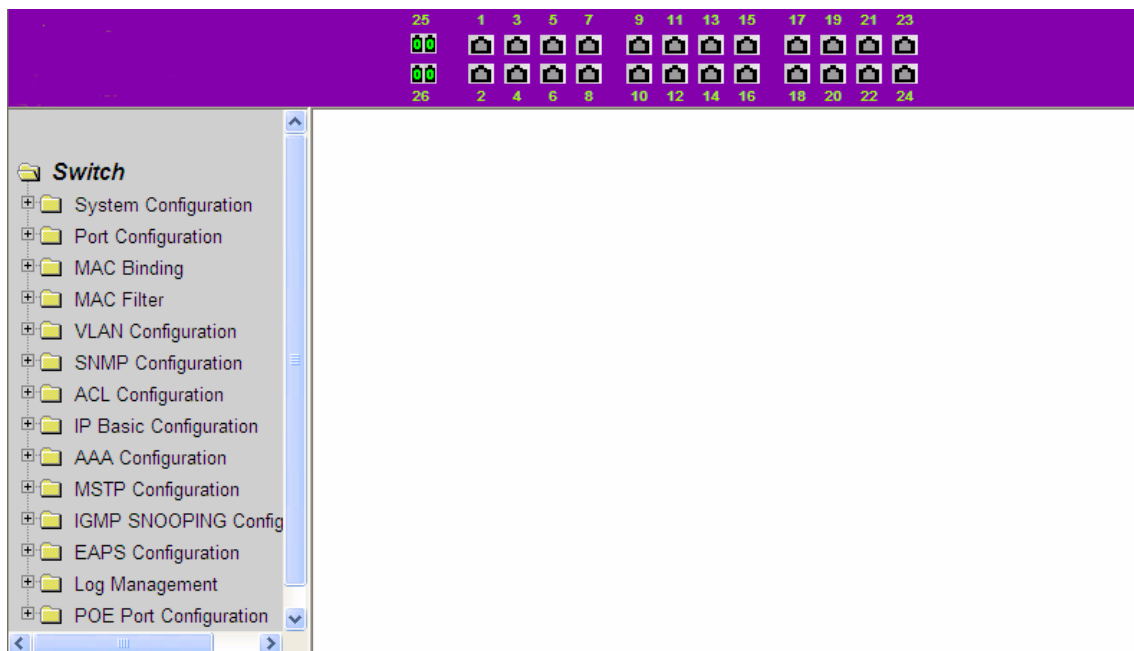 25 1 3 5 7 9 11 13 15 17 19 21 23
26 2 4 6 8 10 12 14 16 18 20 22 24
Switch
System Configuration
Port Configuration
MAC Binding
MAC Filter
VLAN Configuration
SNMP Configuration
ACL Configuration
IP Basic Configuration
AAA Configuration
MSTP Configuration
IGMP SNOOPING Config
EAPS Configuration
Log Management
POE Port Configuration